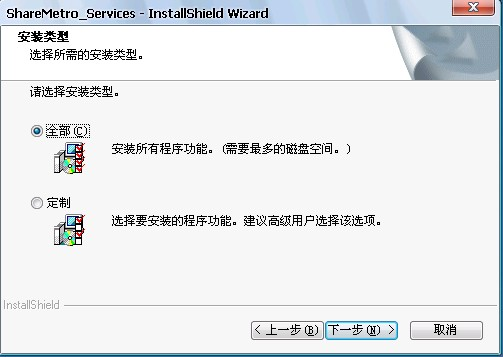 ShareMetro_Services - InstallShield Wizard
安装类型
选择所需的安装类型。
请选择安装类型。
全部(C)
安装所有程序功能。(需要最多的磁盘空间。)
定制
选择要安装的程序功能。建议高级用户选择该选项。
InstallShield
< 上一步(B) 下一步(N) > 取消